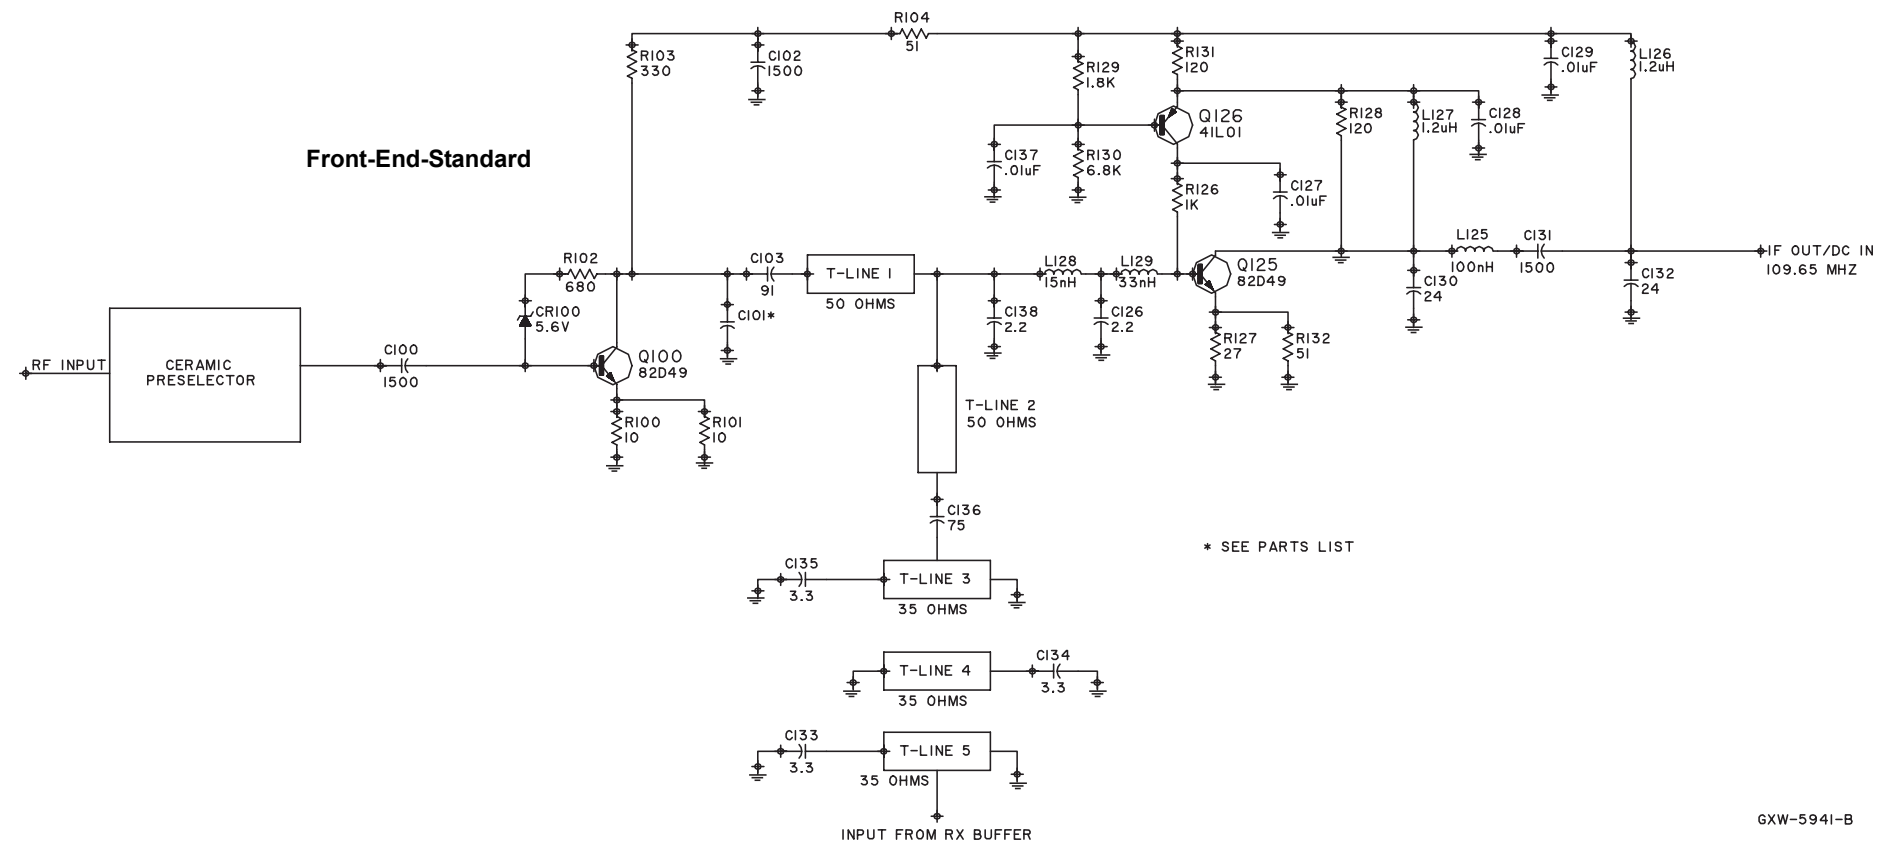 Front-End-Standard
R104
51
R103
330
C102
1500
R129
1.8K
R131
120
C129
.01uF
L126
1.2uH
Q126
41L01
R128
120
L127
1.2uH
C128
.01uF
C137
.01uF
R130
6.8K
R126
1K
C127
.01uF
R102
680
C103
91
T-LINE 1
50 OHMS
L128
15nH
L129
33nH
Q125
82D49
L125
100nH
C131
1500
IF OUT/DC IN
109.65 MHZ
CR100
5.6V
C101*
C138
2.2
C126
2.2
C130
24
C132
24
R127
27
R132
51
RF INPUT
CERAMIC
PRESELECTOR
C100
1500
Q100
82D49
R100
10
R101
10
T-LINE 2
50 OHMS
C136
75
* SEE PARTS LIST
C135
3.3
T-LINE 3
35 OHMS
T-LINE 4
35 OHMS
C134
3.3
C133
3.3
T-LINE 5
35 OHMS
INPUT FROM RX BUFFER
GXW-5941-B